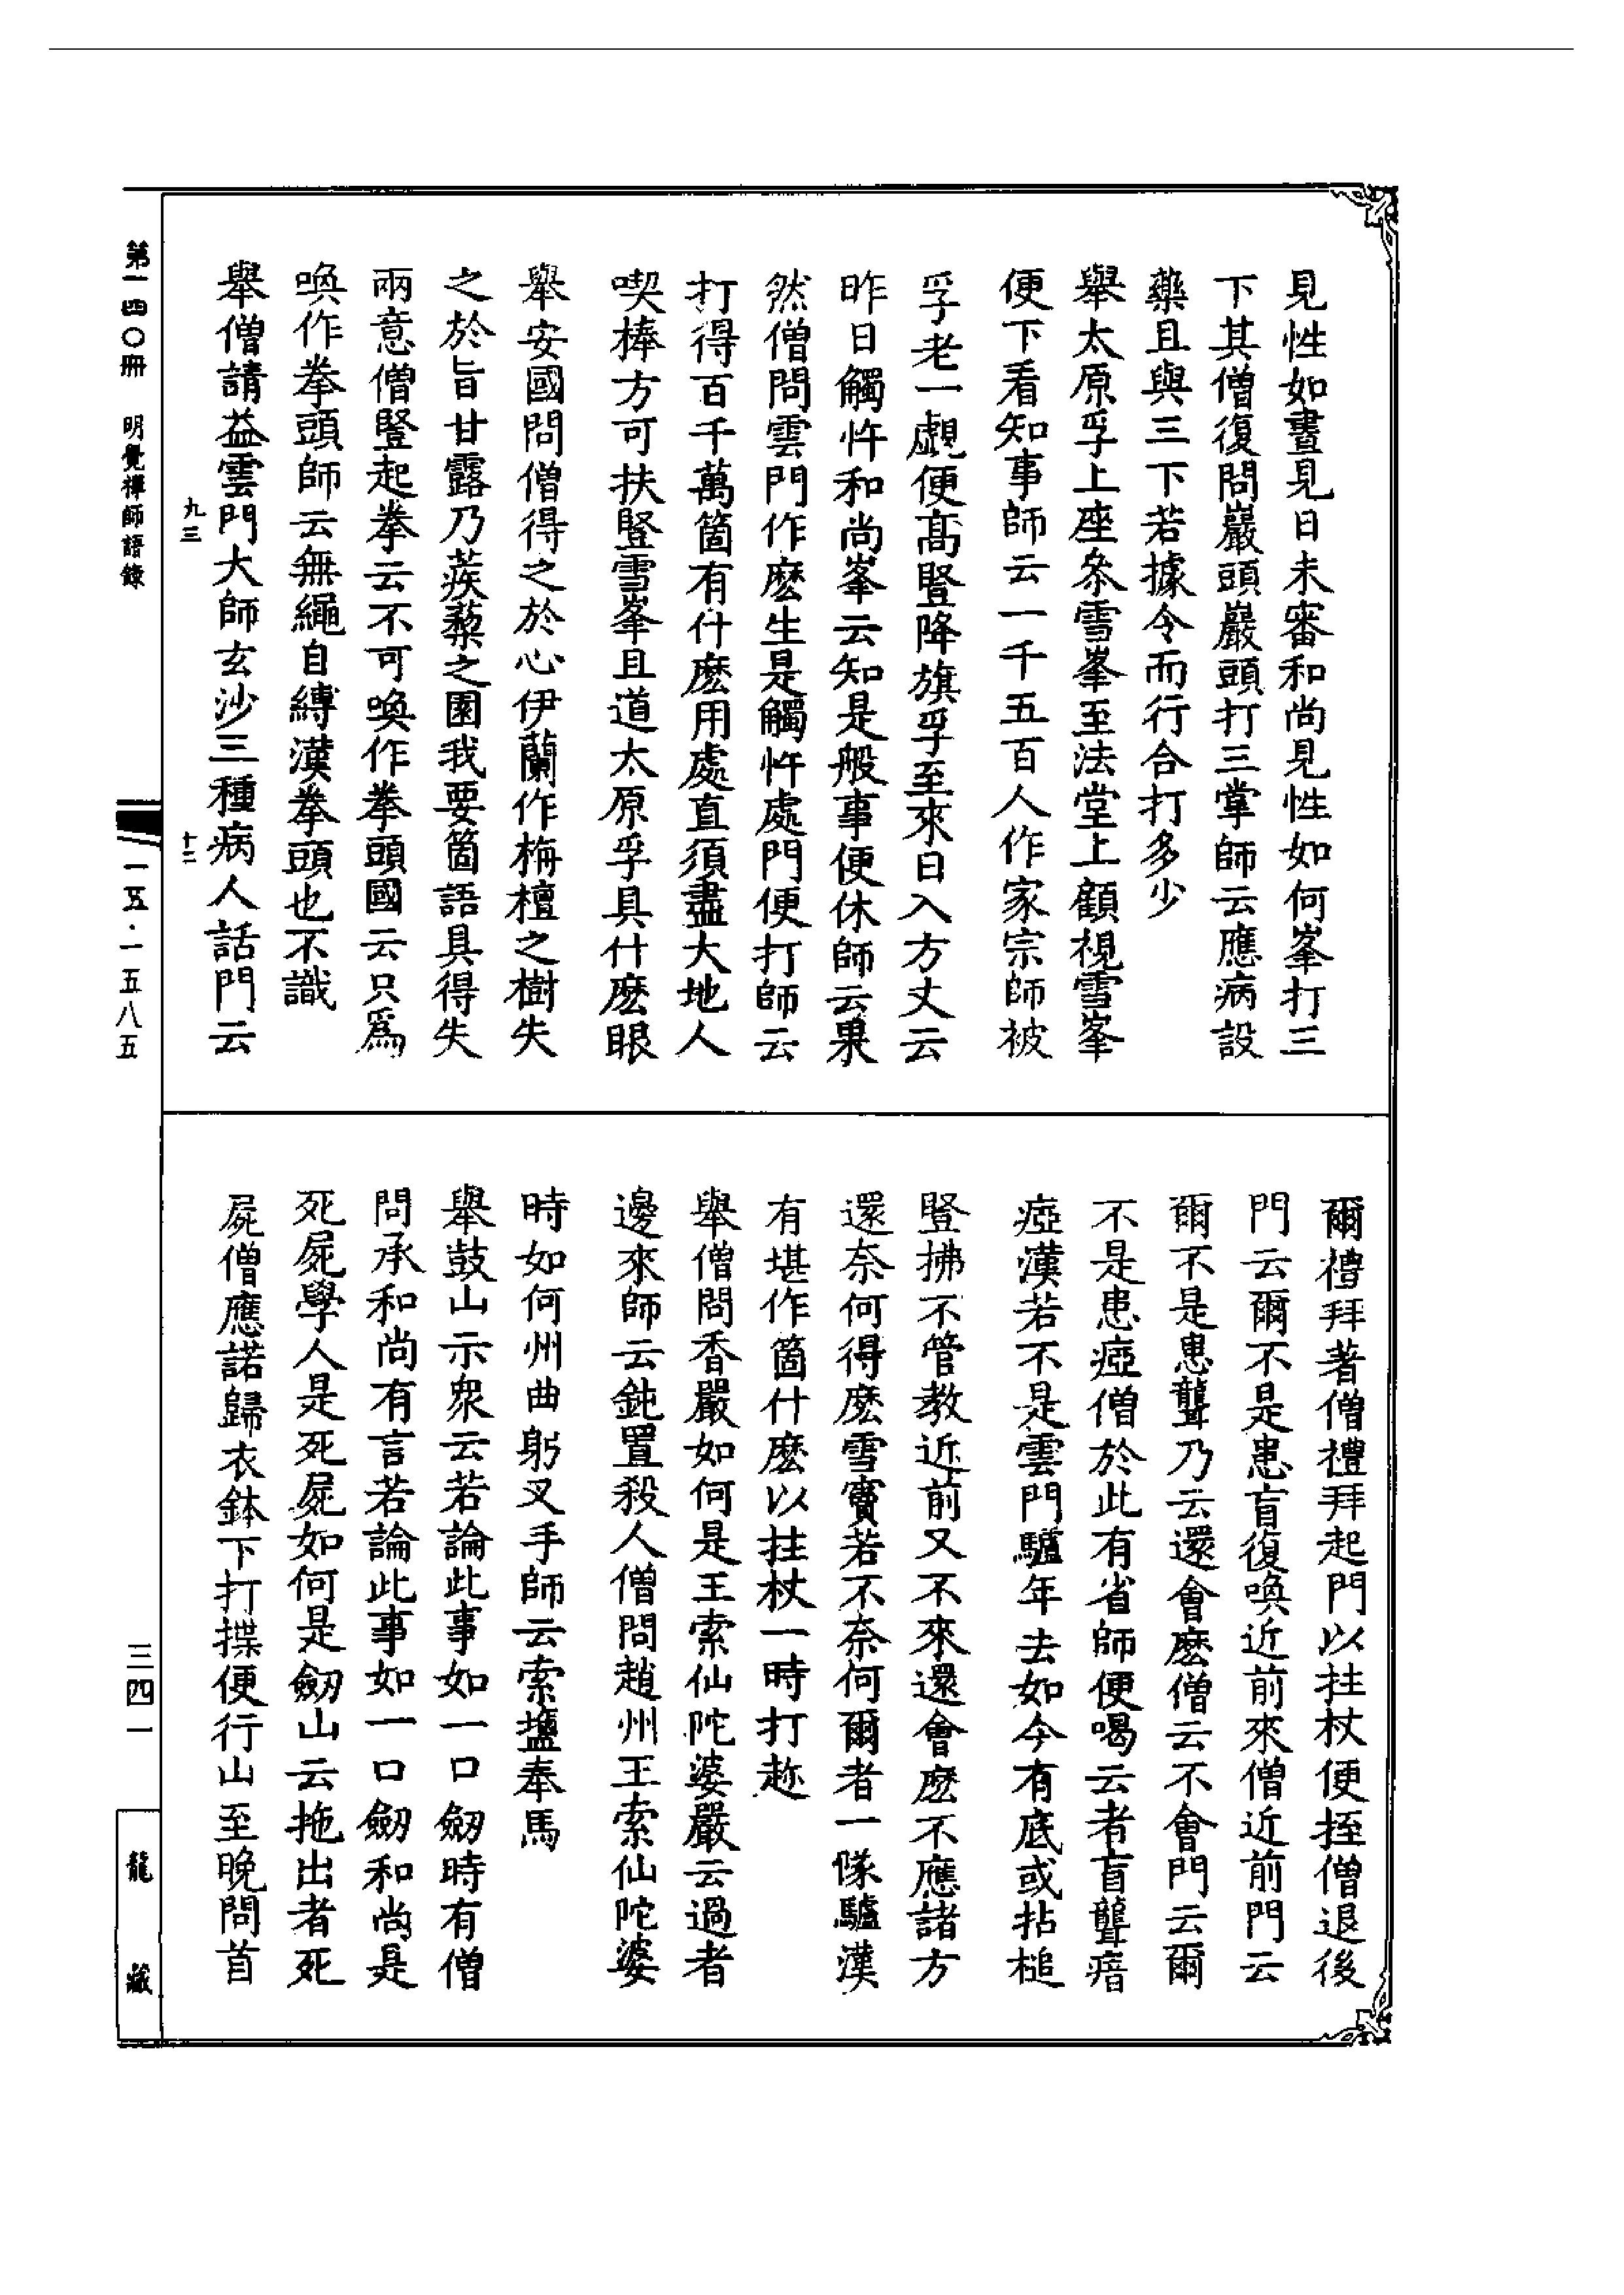 見性如晝見日未審和尚見性如何峯打三
下其僧復問巖頭巖頭打三掌師云應病設
藥且與三下若據令而行合打多少
舉太原孚上座叅雪峯至法堂上顧視雪峯
便下看知事師云一千五百人作家宗師被
孚老一覷便髙豎降旗孚至來日入方丈云
昨日觸忤和尚峯云知是般事便休師云果
然僧問雲門作麽生是觸忤處門便打師云
打得百千萬箇有什麽用處直須盡大地人
喫棒方可扶豎雪峯且道太原孚具什麽眼
舉安國問僧得之於心伊蘭作栴檀之樹失
之於旨甘露乃蒺蔾之園我要箇語具得失
兩意僧豎起拳云不可喚作拳頭國云只爲
喚作拳頭師云無繩自縛漢拳頭也不識
舉僧請益雲門大師玄沙三種病人話門云
爾禮拜著僧禮拜起門以拄杖便挃僧退後
門云爾不是患盲復喚近前來僧近前門云
爾不是患聾乃云還會麽僧云不會門云爾
不是患瘂僧於此有省師便喝云者盲聾瘖
瘂漢若不是雲門驢年去如今有底或拈槌
豎拂不管教近前又不來還會麽不應諸方
還奈何得麽雪竇若不奈何爾者一隊驢漢
有堪作箇什麽以拄杖一時打趂
舉僧問香嚴如何是王索仙陀婆嚴云過者
邊來師云鈍置殺人僧問趙州王索仙陀婆
時如何州曲躬叉手師云索鹽奉馬
舉鼓山示衆云若論此事如一口劒時有僧
問承和尚有言若論此事如一口劒和尚是
死屍學人是死屍如何是劒山云拖出者死
屍僧應諾歸衣鉢下打揲便行山至晚問首
第一四〇冊 明覺禪師語錄
九三
十二
一五·一五八五
三四一
龍藏